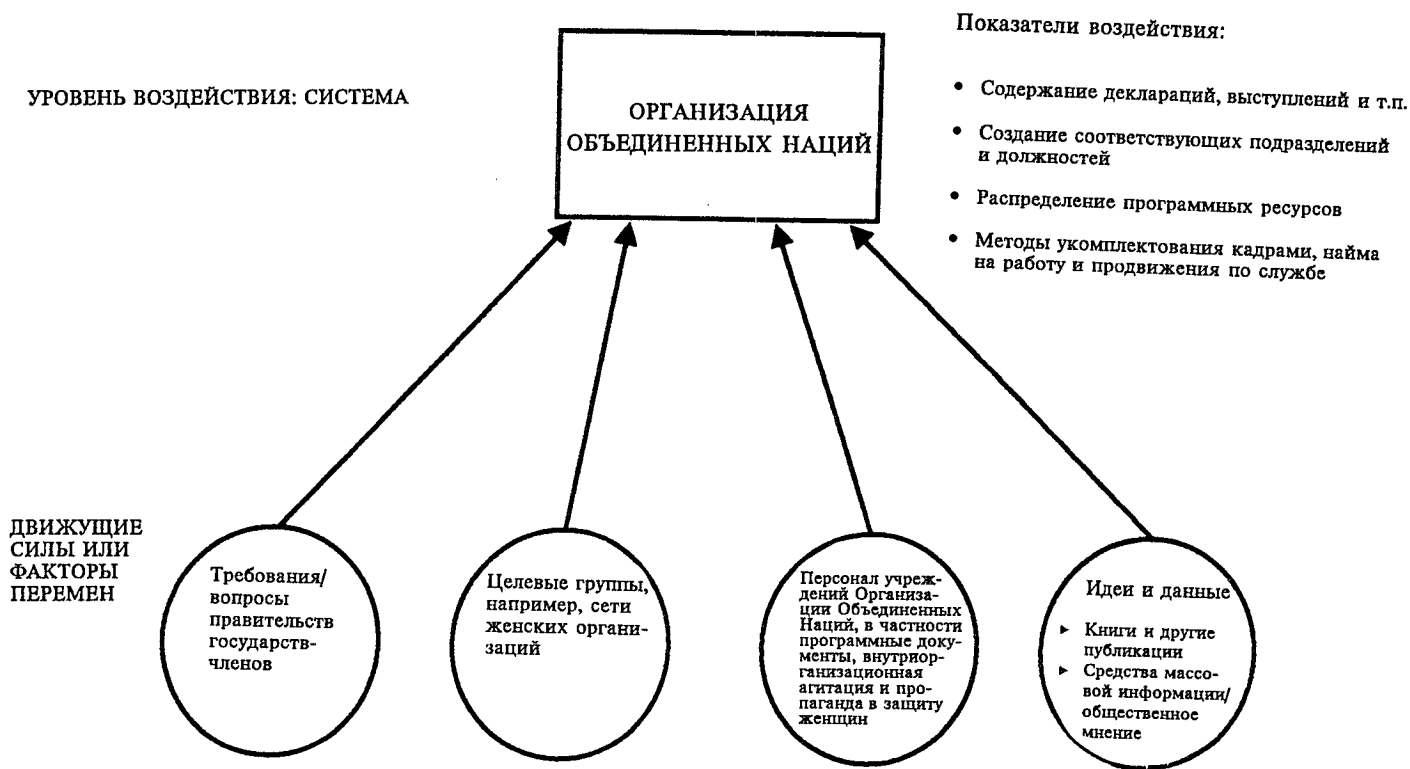 УРОВЕНЬ ВОЗДЕЙСТВИЯ: СИСТЕМА
ОРГАНИЗАЦИЯ
ОБЪЕДИНЕННЫХ НАЦИЙ
Показатели воздействия:
• Содержание деклараций, выступлений и т.п.
• Создание соответствующих подразделений
и должностей
• Распределение программных ресурсов
• Методы укомплектования кадрами, найма
на работу и продвижения по службе
ДВИЖУЩИЕ
СИЛЫ ИЛИ
ФАКТОРЫ
ПЕРЕМЕН
Требования/
вопросы
правительств
государств-
членов
Целевые группы,
например, сети
женских органи-
заций
Персонал учреж-
дений Организа-
ции Объединенных
Наций, в частности
программные доку-
менты, внутриор-
ганизационная
агитация и про-
паганда в защиту
женщин
Идеи и данные
► Книги и другие
публикации
► Средства массо-
вой информации/
общественное
мнение